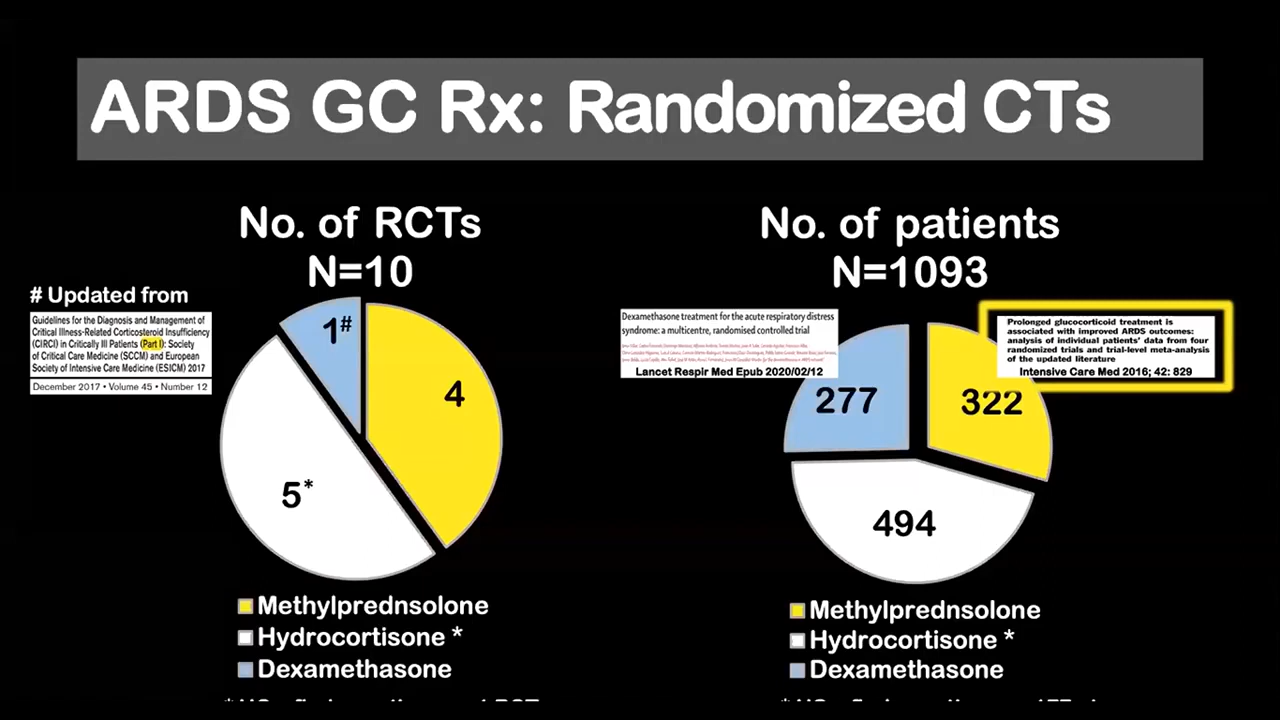 ARDS GC Rx: Randomized CTs
No. of RCTs
N=10
# Updated from
Guidelines for the Diagnosis and Management of
Critical Illness-Related Corticosteroid Insufficiency
(CIRCI) in Critically Ill Patients (Part I): Society
of Critical Care Medicine (SCCM) and European
Society of Intensive Care Medicine (ESICM) 2017
December 2017 • Volume 45 • Number 12
1#
4
5*
Methylprednsolone
Hydrocortisone *
Dexamethasone
No. of patients
N=1093
Dexamethasone treatment for the acute respiratory distress
syndrome: a multicentre, randomised controlled trial
Lancet Respir Med Epub 2020/02/12
Prolonged glucocorticoid treatment is
associated with improved ARDS outcomes:
analysis of individual patients' data from four
randomized trials and trial-level meta-analysis
of the updated literature
Intensive Care Med 2016; 42: 829
277
322
494
Methylprednsolone
Hydrocortisone *
Dexamethasone